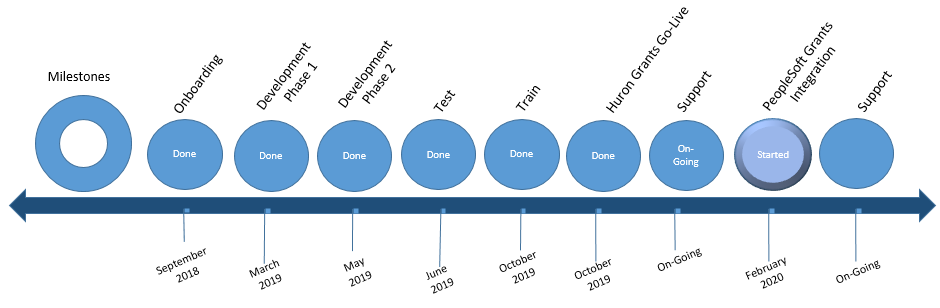 Milestones
Onboarding
Development
Phase 1
Development
Phase 2
Test
Train
Huron Grants Go-Live
Support
PeopleSoft Grants
Integration
Support
Done
Done
Done
Done
Done
Done
On-
Going
Started
September
2018
March
2019
May
2019
June
2019
October
2019
October
2019
On-Going
February
2020
On-Going